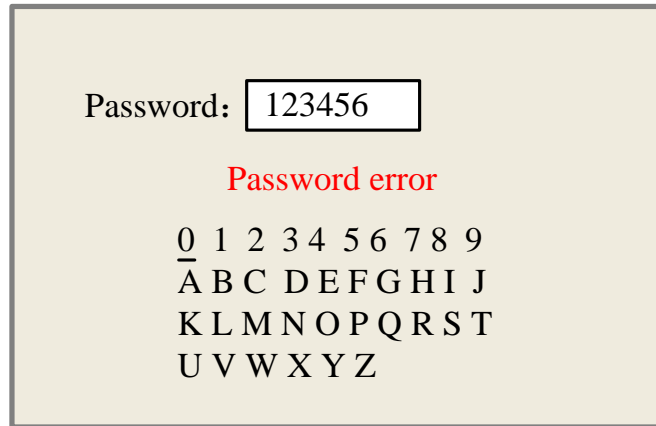 Password： 123456
Password error
0 1 2 3 4 5 6 7 8 9
A B C D E F G H I J
K L M N O P Q R S T
U V W X Y Z